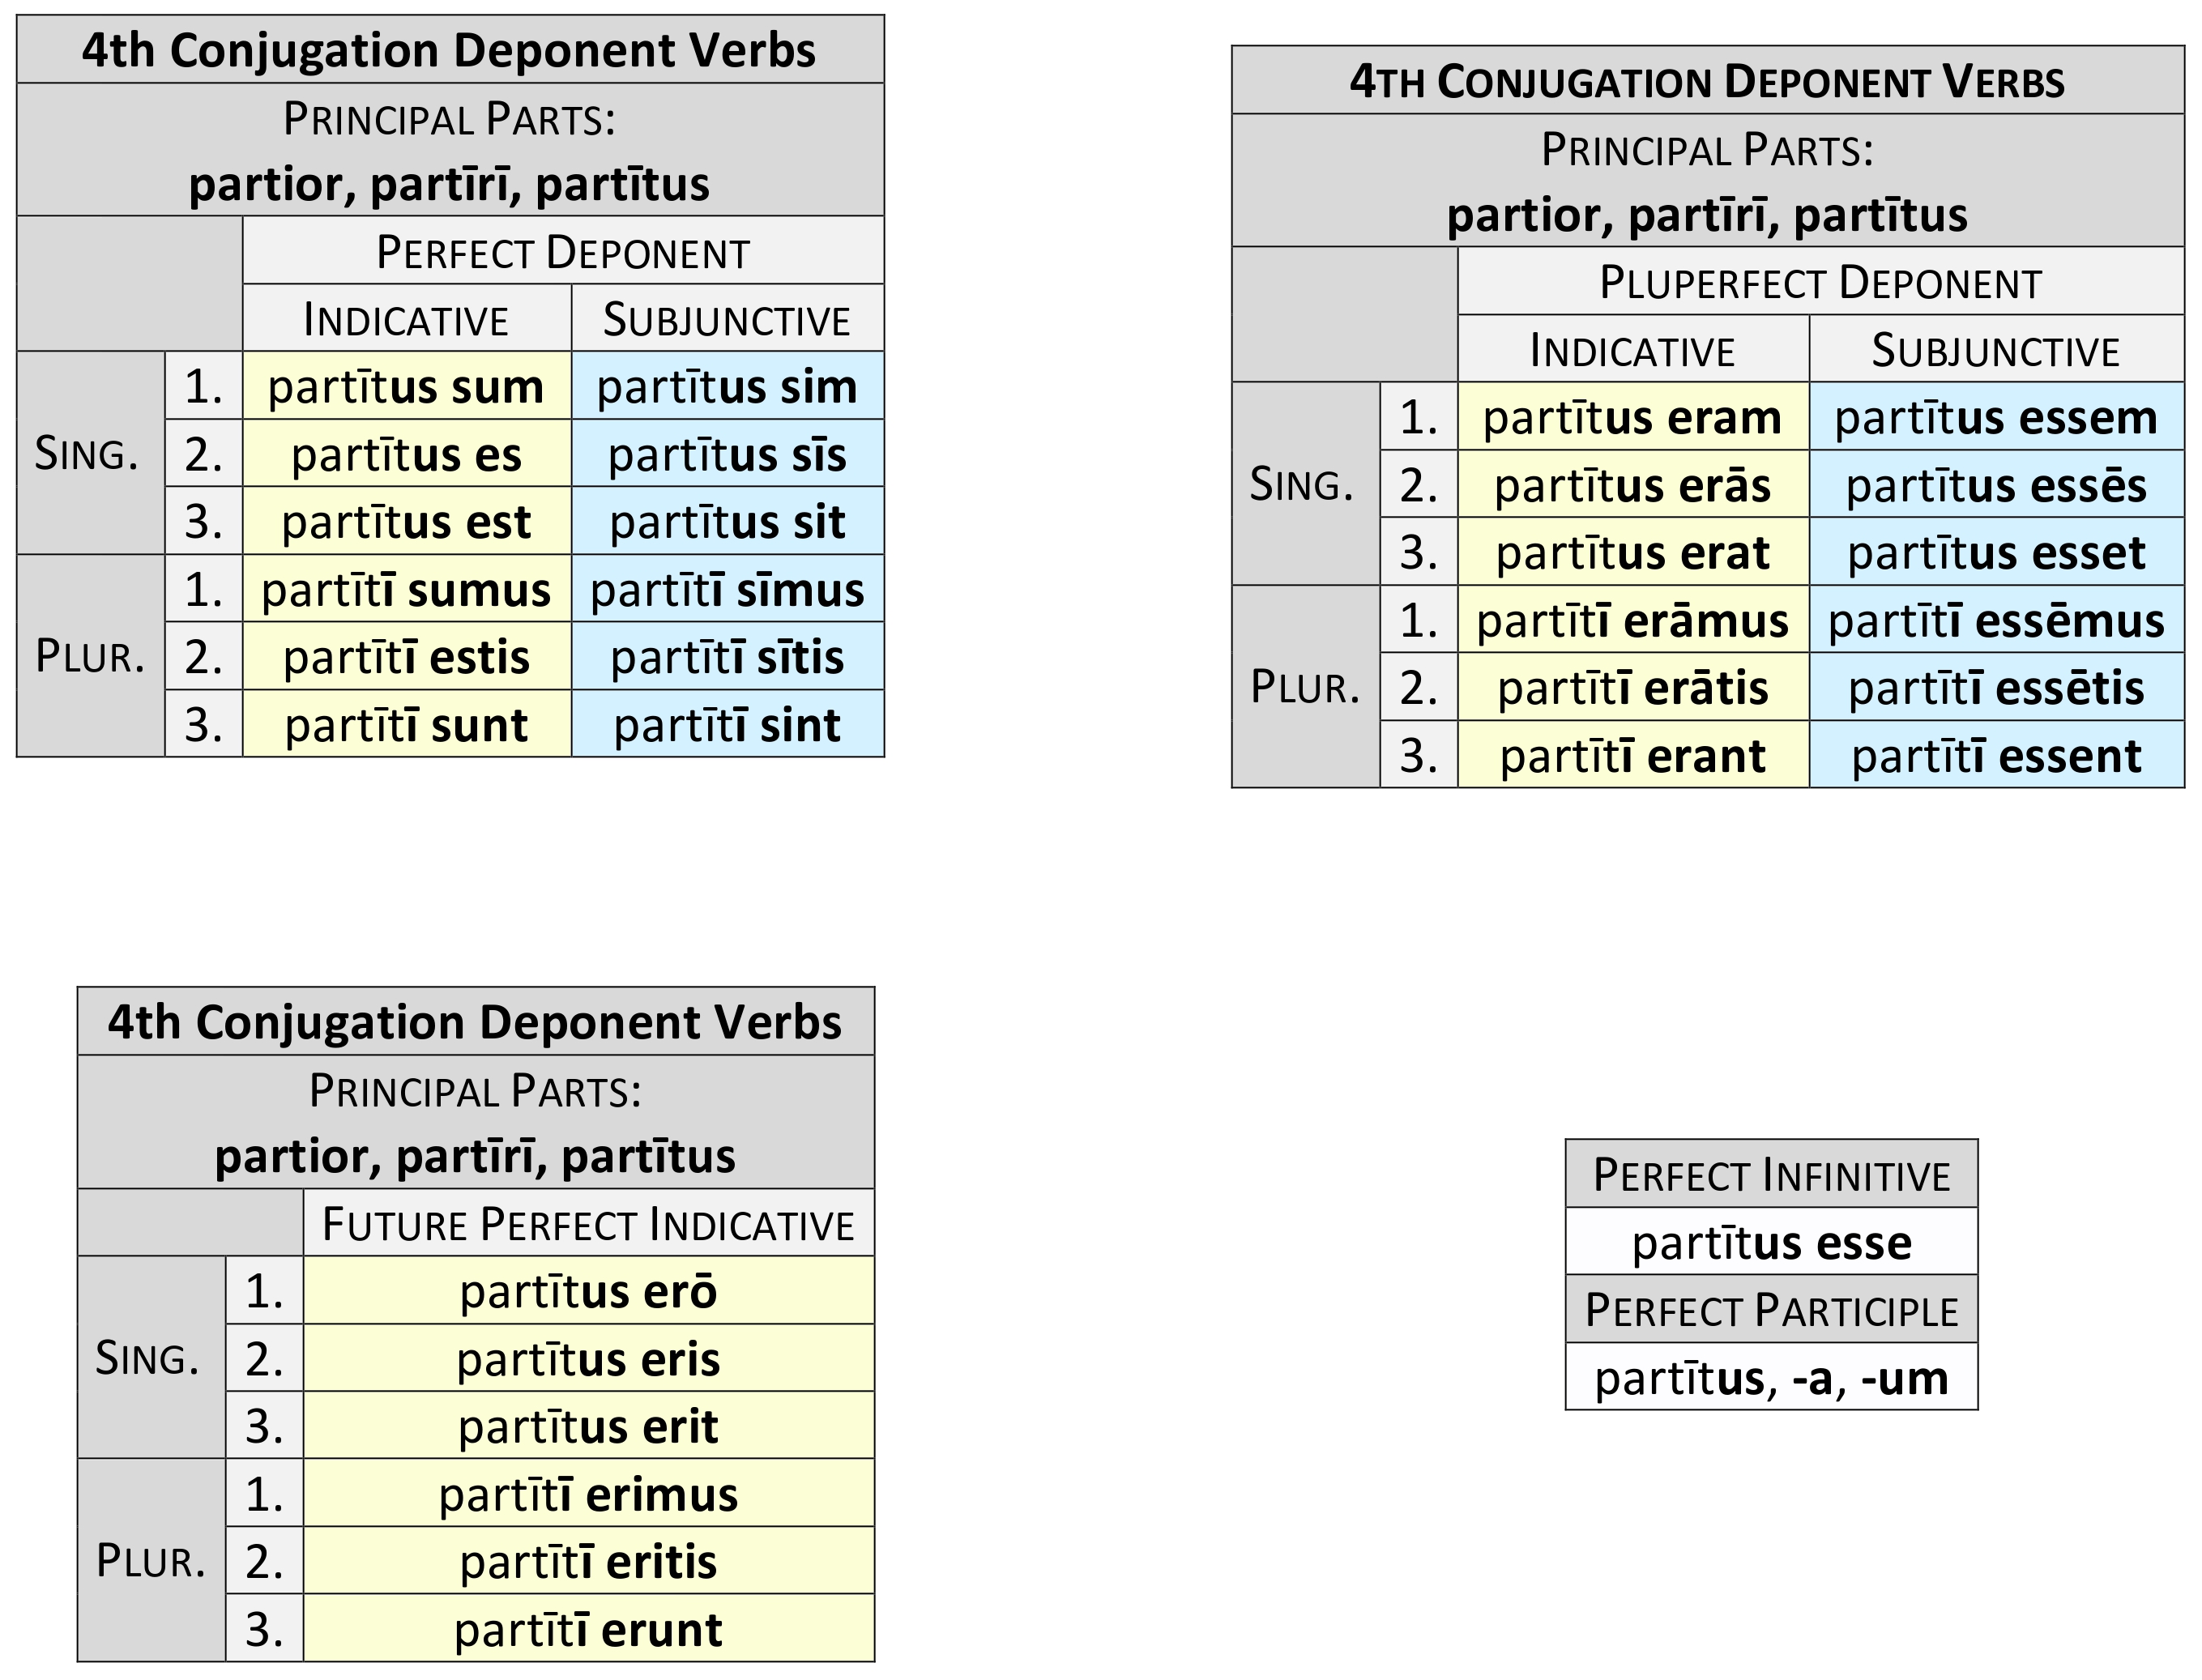 4th Conjugation Deponent Verbs
PRINCIPAL PARTS:
partior, partīrī, partītus
PERFECT DEPONENT
INDICATIVE SUBJUNCTIVE
SING.
1. partītus sum partītus sim
2. partītus es partītus sīs
3. partītus est partītus sit
PLUR.
1. partītī sumus partītī sīmus
2. partītī estis partītī sītis
3. partītī sunt partītī sint
4TH CONJUGATION DEPONENT VERBS
PRINCIPAL PARTS:
partior, partīrī, partītus
PLUPERFECT DEPONENT
INDICATIVE SUBJUNCTIVE
SING.
1. partītus eram partītus essem
2. partītus erās partītus essēs
3. partītus erat partītus esset
PLUR.
1. partītī erāmus partītī essēmus
2. partītī erātis partītī essētis
3. partītī erant partītī essent
4th Conjugation Deponent Verbs
PRINCIPAL PARTS:
partior, partīrī, partītus
FUTURE PERFECT INDICATIVE
SING.
1. partītus erō
2. partītus eris
3. partītus erit
PLUR.
1. partītī erimus
2. partītī eritis
3. partītī erunt
PERFECT INFINITIVE
partītus esse
PERFECT PARTICIPLE
partītus, -a, -um